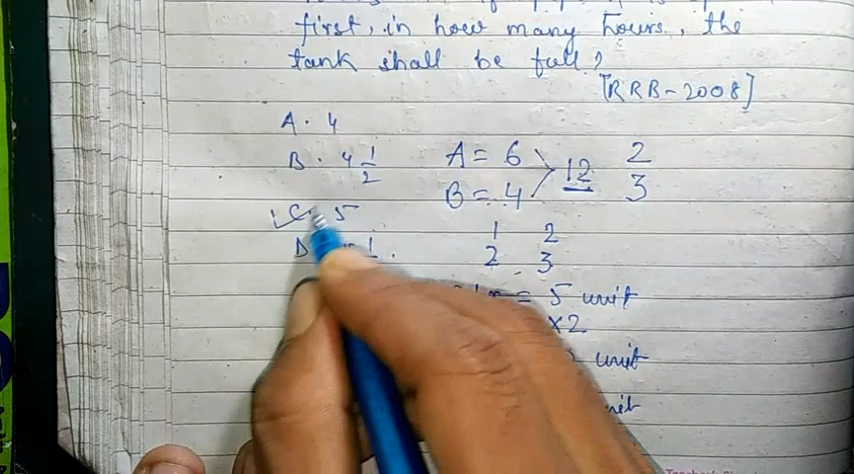 first, in how many hours, the
tank shall be full?
[RRB-2008]
A. 4
B. 4 1/2
C. 5
D
A = 6
B = 4
12
2
3
1 2
2 3
= 5 unit
×2
unit